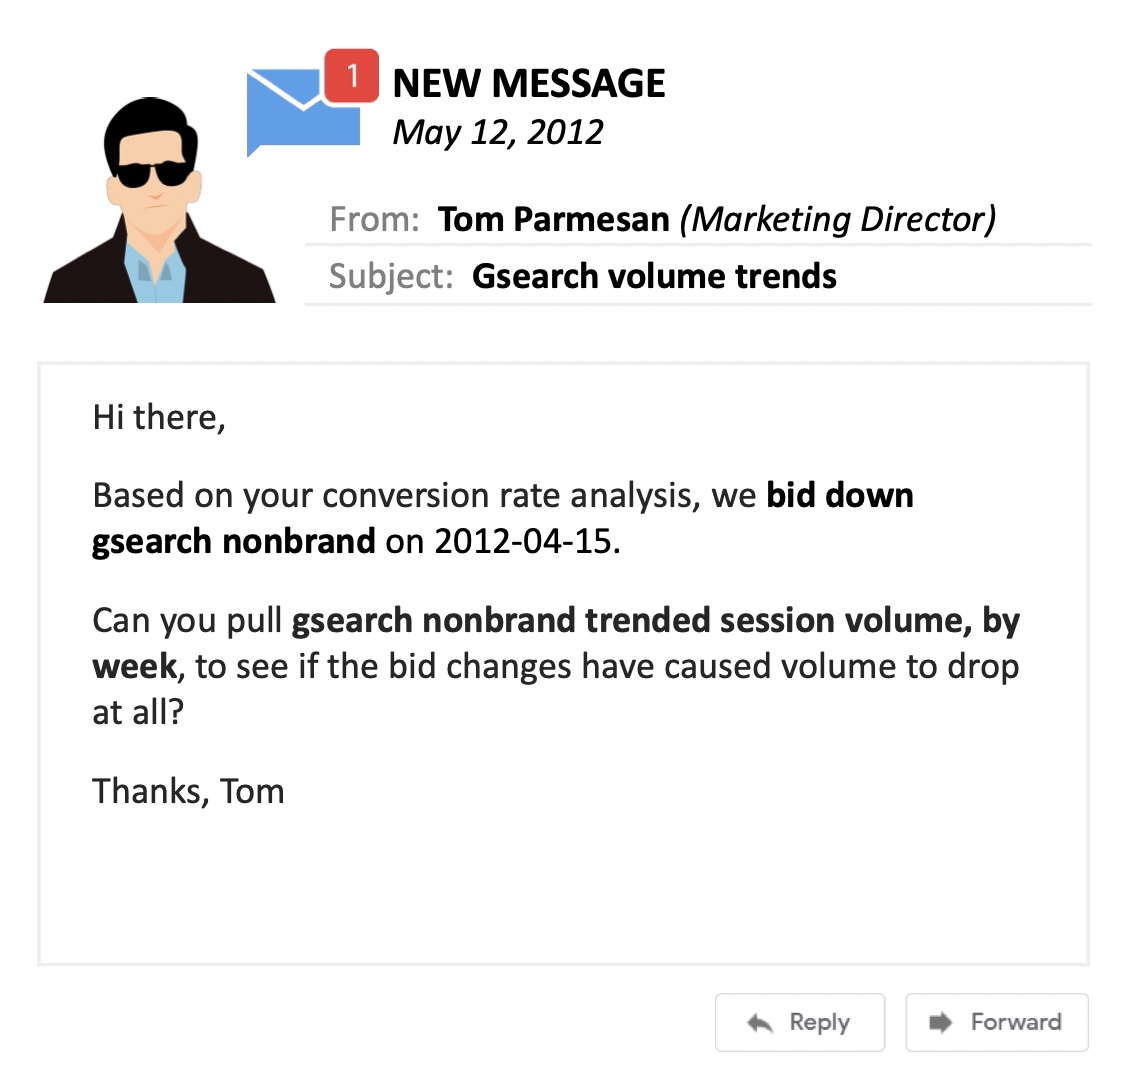 1
NEW MESSAGE
May 12, 2012
From: Tom Parmesan (Marketing Director)
Subject: Gsearch volume trends
Hi there,
Based on your conversion rate analysis, we bid down
gsearch nonbrand on 2012-04-15.
Can you pull gsearch nonbrand trended session volume, by
week, to see if the bid changes have caused volume to drop
at all?
Thanks, Tom
Reply
Forward